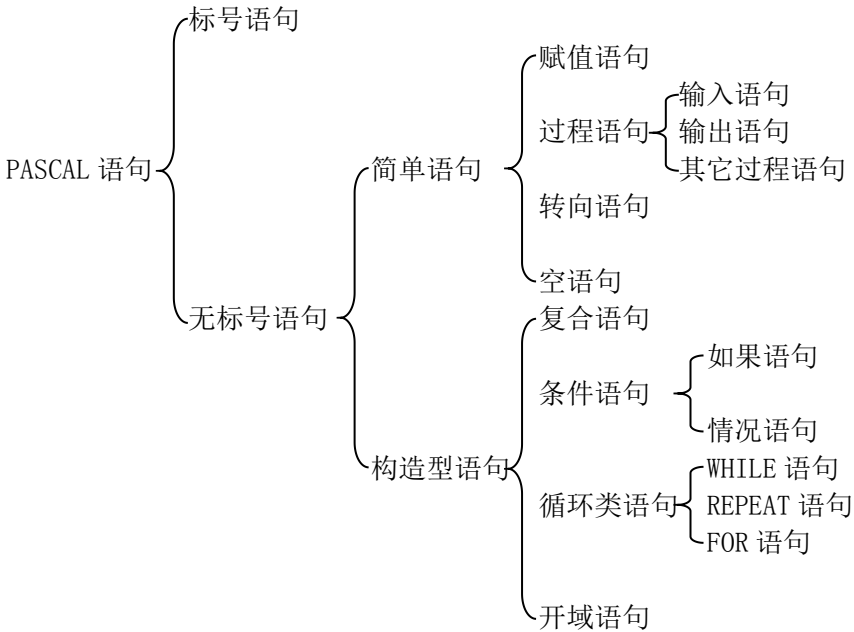 标号语句
赋值语句
输入语句
过程语句
输出语句
PASCAL 语句
简单语句
其它过程语句
转向语句
空语句
无标号语句
复合语句
如果语句
条件语句
情况语句
构造型语句
WHILE 语句
循环类语句
REPEAT 语句
FOR 语句
开域语句